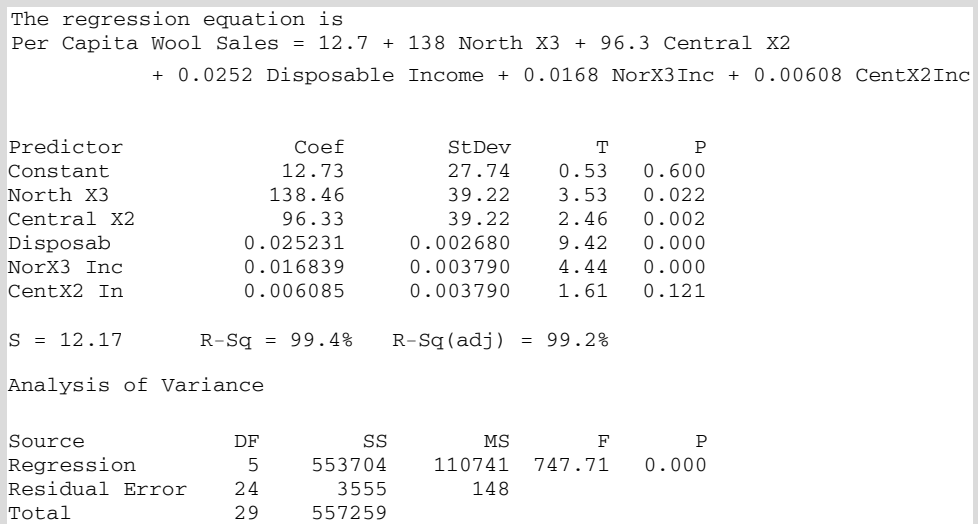 The regression equation is
Per Capita Wool Sales = 12.7 + 138 North X3 + 96.3 Central X2
+ 0.0252 Disposable Income + 0.0168 NorX3Inc + 0.00608 CentX2Inc
Predictor Coef StDev T P
Constant 12.73 27.74 0.53 0.600
North X3 138.46 39.22 3.53 0.022
Central X2 96.33 39.22 2.46 0.002
Disposab 0.025231 0.002680 9.42 0.000
NorX3 Inc 0.016839 0.003790 4.44 0.000
CentX2 In 0.006085 0.003790 1.61 0.121
S = 12.17 R-Sq = 99.4% R-Sq(adj) = 99.2%
Analysis of Variance
Source DF SS MS F P
Regression 5 553704 110741 747.71 0.000
Residual Error 24 3555 148
Total 29 557259